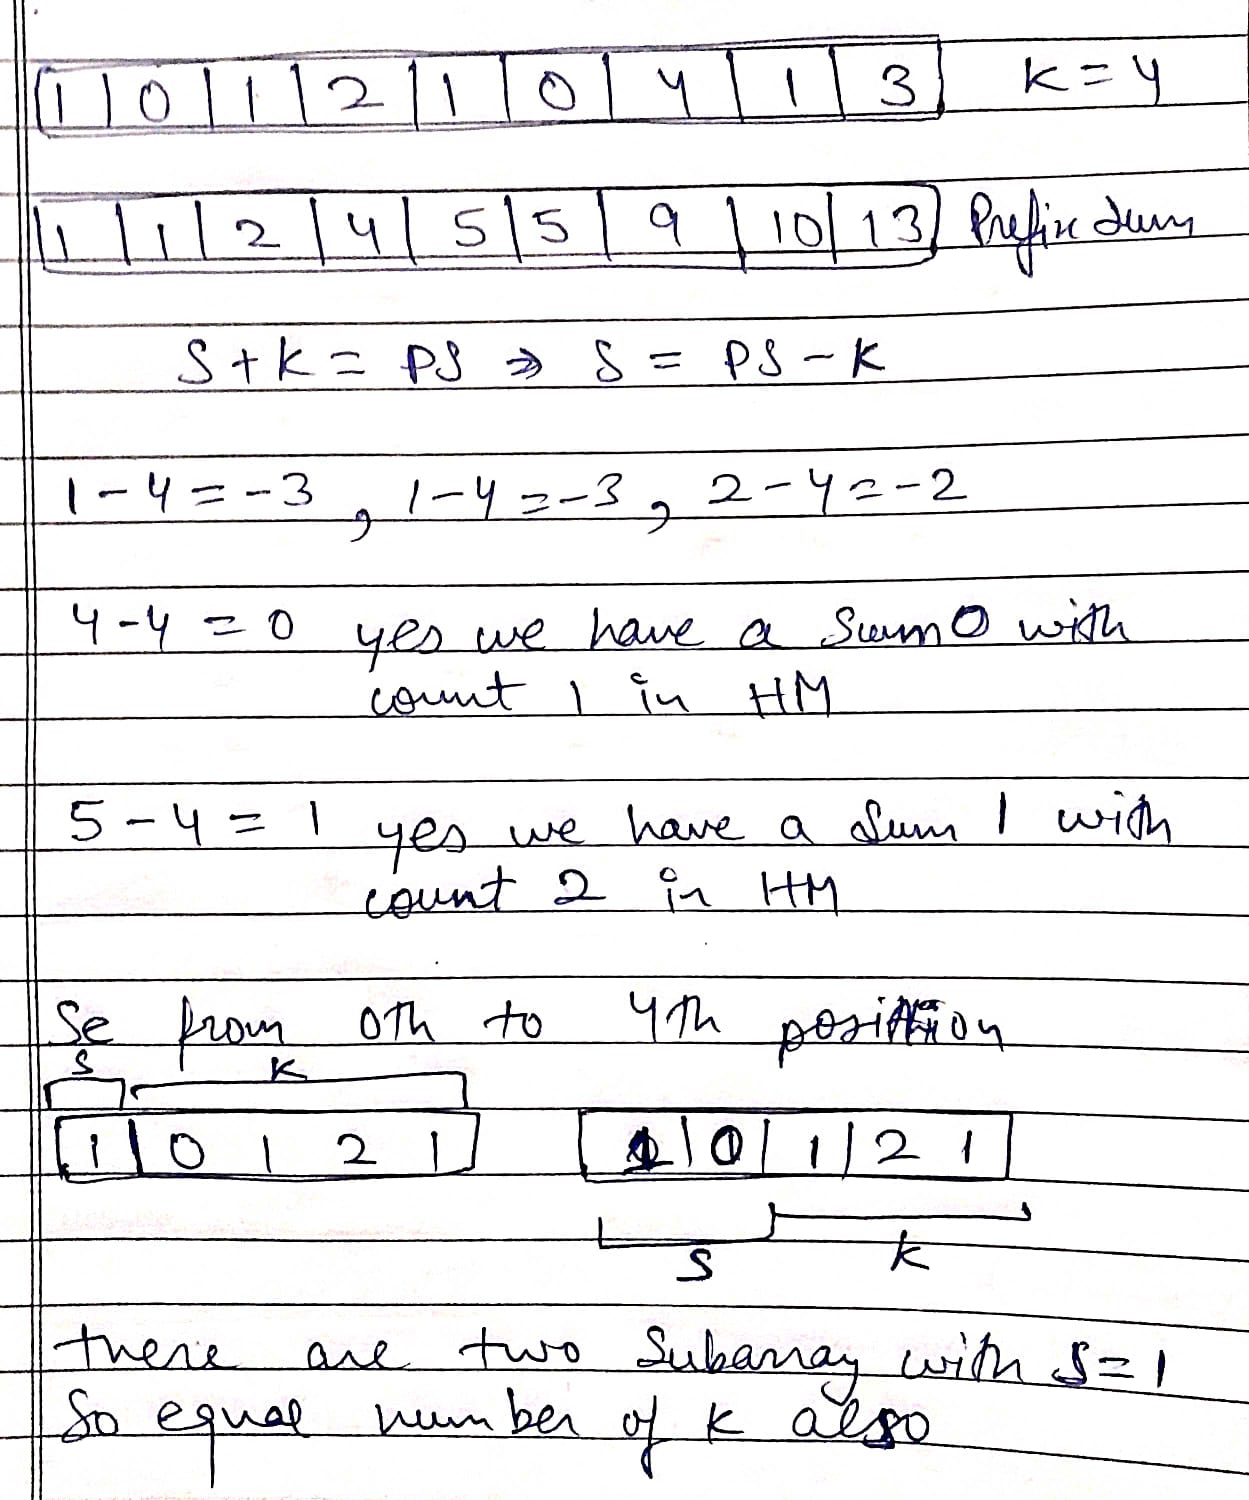 1 | 0 | 1 | 2 | 1 | 0 | 4 | 1 | 3 K = 4
1 | 1 | 2 | 4 | 5 | 5 | 9 | 10 | 13 Prefix Sum
S + K = PS ⇒ S = PS - K
1 - 4 = -3 , 1 - 4 = -3 , 2 - 4 = -2
4 - 4 = 0 yes we have a Sum 0 with
count 1 in HM
5 - 4 = 1 yes we have a Sum 1 with
count 2 in HM
Se from 0th to 4th position
S K
1 | 0 1 2 1 1 | 0 | 1 | 2 1
S K
there are two Subarray with S = 1
So equal number of K also